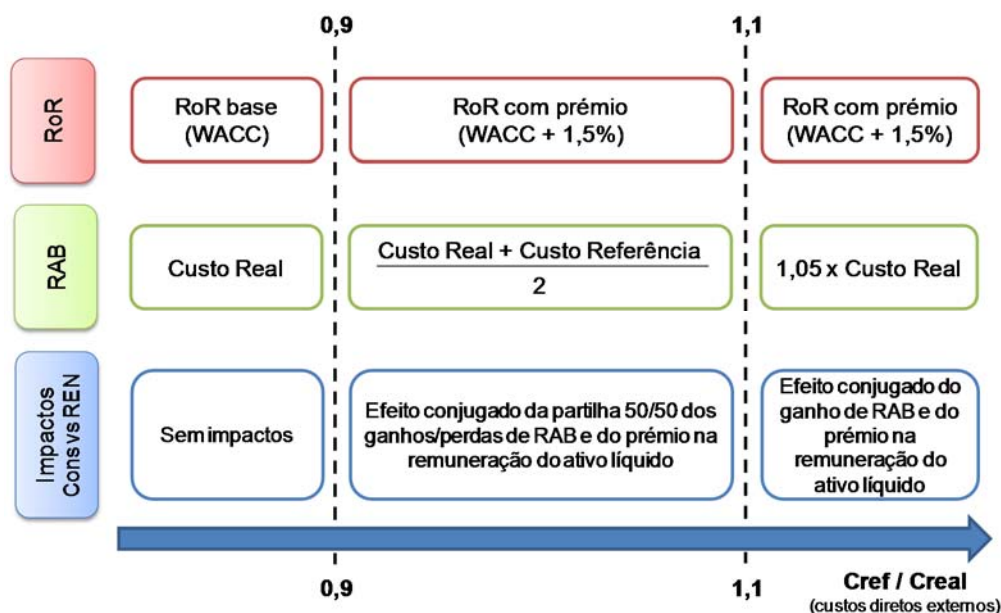 0,9
1,1
RoR
RoR base
(WACC)
RoR com prémio
(WACC + 1,5%)
RoR com prémio
(WACC + 1,5%)
RAB
Custo Real
Custo Real + Custo Referência
2
1,05 x Custo Real
Impactos
Cons vs REN
Sem impactos
Efeito conjugado da partilha 50/50 dos
ganhos/perdas de RAB e do prémio na
remuneração do ativo líquido
Efeito conjugado do
ganho de RAB e do
prémio na
remuneração do
ativo líquido
0,9
1,1
Cref / Creal
(custos diretos externos)